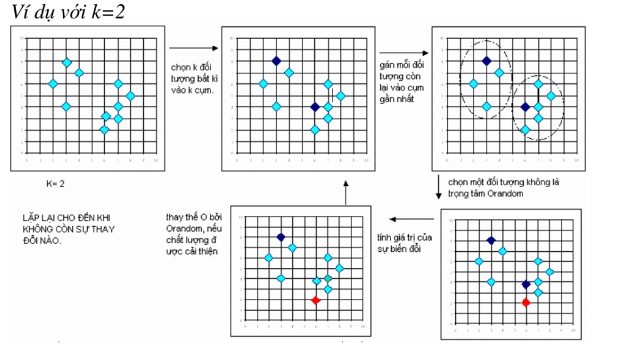 Ví dụ với k=2
chọn k đối
tượng bất kì
vào k cụm.
gán mỗi đối
tượng còn
lại vào cụm
gần nhất
K= 2
chọn một đối tượng không là
trọng tâm Orandom
LẶP LẠI CHO ĐẾN KHI
KHÔNG CÒN SỰ THAY
ĐỔI NÀO.
thay thế O bởi
Orandom, nếu
chất lượng đ
ược cải thiện
tính giá trị của
sự biến đổi